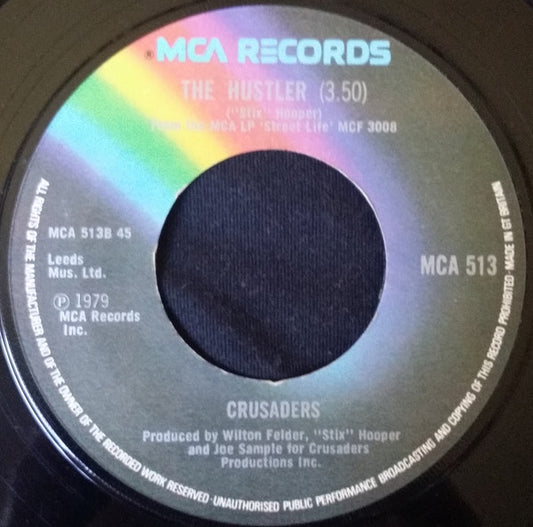 ®MCA RECORDS
THE HUSTLER (3.50)
("Stix" Hooper)
From the MCA LP 'Street Life' MCF 3008
MCA 513B 45
Leeds
Mus. Ltd.
MCA 513
℗ 1979
MCA Records
Inc.
CRUSADERS
Produced by Wilton Felder, "Stix" Hooper
and Joe Sample for Crusaders
Productions Inc.
ALL RIGHTS OF THE MANUFACTURER AND OF THE OWNER OF THE RECORDED WORK RESERVED · UNAUTHORISED PUBLIC PERFORMANCE BROADCASTING AND COPYING OF THIS RECORD PROHIBITED · MADE IN GT BRITAIN